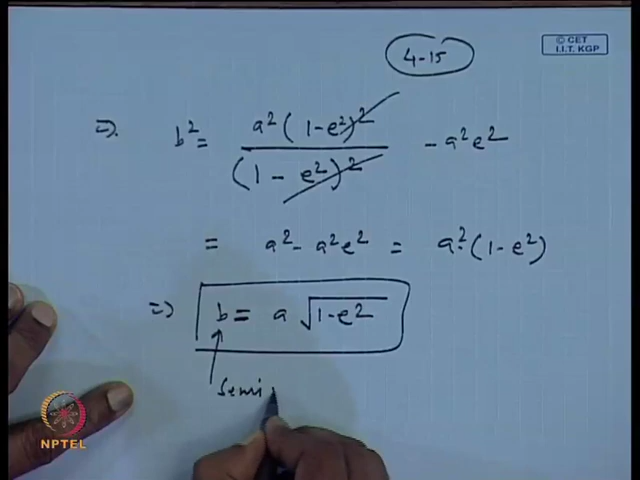 4-15
© CET
I.I.T. KGP
⇒. b² = a²(1-e²)² / (1-e²)² - a²e²
= a² - a²e² = a²(1-e²)
⇒ b = a √1-e²
Semi
NPTEL